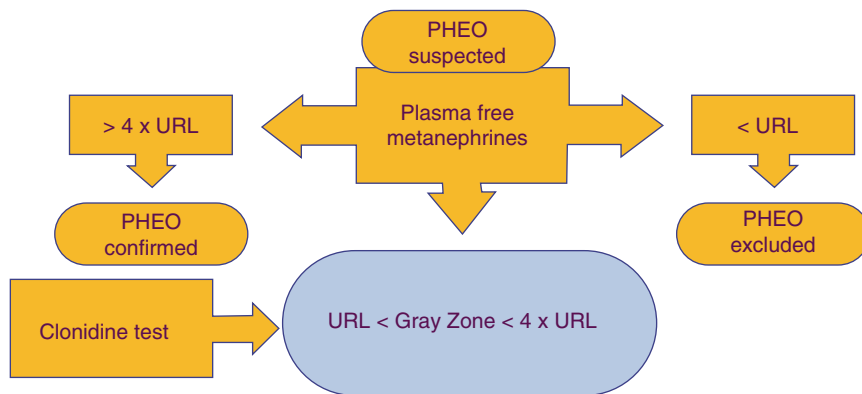 PHEO
suspected
Plasma free
metanephrines
> 4 x URL
< URL
PHEO
confirmed
PHEO
excluded
Clonidine test
URL < Gray Zone < 4 x URL